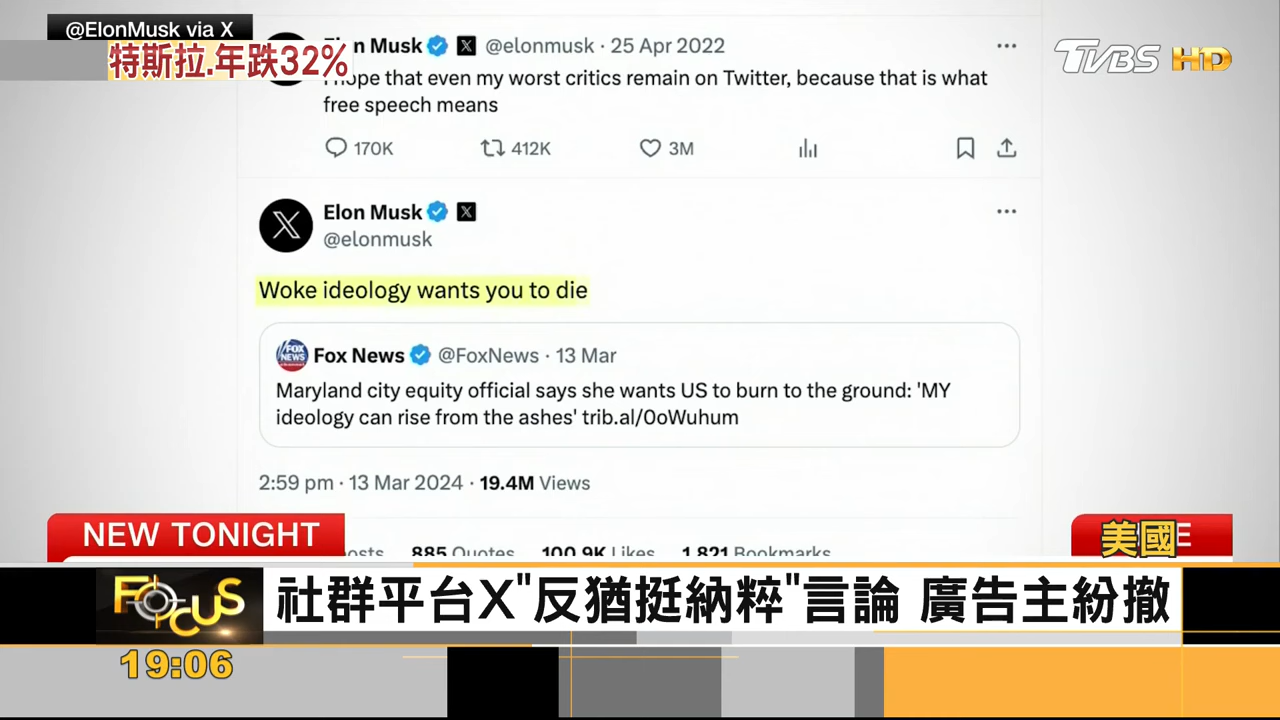 @ElonMusk via X
特斯拉.年跌32%
TVBS HD
Elon Musk @elonmusk · 25 Apr 2022
I hope that even my worst critics remain on Twitter, because that is what
free speech means
170K 412K 3M
Elon Musk
@elonmusk
Woke ideology wants you to die
Fox News @FoxNews · 13 Mar
Maryland city equity official says she wants US to burn to the ground: 'MY
ideology can rise from the ashes' trib.al/0oWuhum
2:59 pm · 13 Mar 2024 · 19.4M Views
885 Quotes 100.9K Likes 1,821 Bookmarks
NEW TONIGHT
美國
FOCUS
社群平台X"反猶挺納粹"言論 廣告主紛撤
19:06